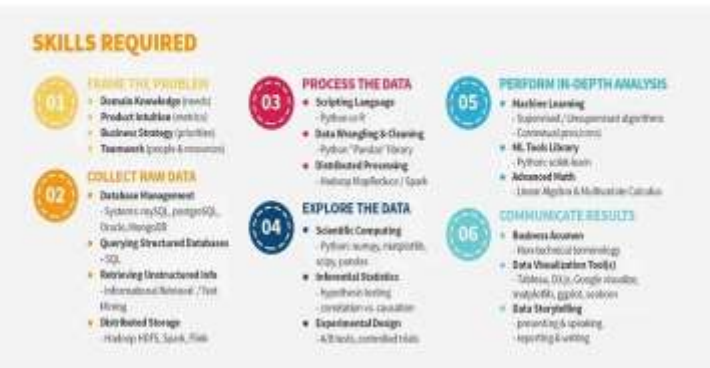 SKILLS REQUIRED
01
FRAME THE PROBLEM
Domain Knowledge (needs)
Product Intuition (metrics)
Business Strategy (priorities)
Teamwork (people & resources)
02
COLLECT RAW DATA
Database Management
- Systems: mySQL, postgreSQL,
Oracle, MongoDB
Querying Structured Databases
- SQL
Retrieving Unstructured Info
- Informational Retrieval / Text
Mining
Distributed Storage
- Hadoop HDFS, Spark, Flink
03
PROCESS THE DATA
Scripting Language
- Python or R
Data Wrangling & Cleaning
- Python "Pandas" library
Distributed Processing
- Hadoop MapReduce / Spark
04
EXPLORE THE DATA
Scientific Computing
- Python: numpy, matplotlib,
scipy, pandas
Inferential Statistics
- hypothesis testing
- correlation vs. causation
Experimental Design
- A/B tests, controlled trials
05
PERFORM IN-DEPTH ANALYSIS
Machine Learning
- Supervised / Unsupervised algorithms
- Contextual pros/cons
ML Tools Library
- Python: scikit-learn
Advanced Math
- Linear Algebra & Multivariate Calculus
06
COMMUNICATE RESULTS
Business Acumen
- Non-technical terminology
Data Visualization Tool(s)
- Tableau, D3.js, Google visualize,
matplotlib, ggplot, seaborn
Data Storytelling
- presenting & speaking
- reporting & writing